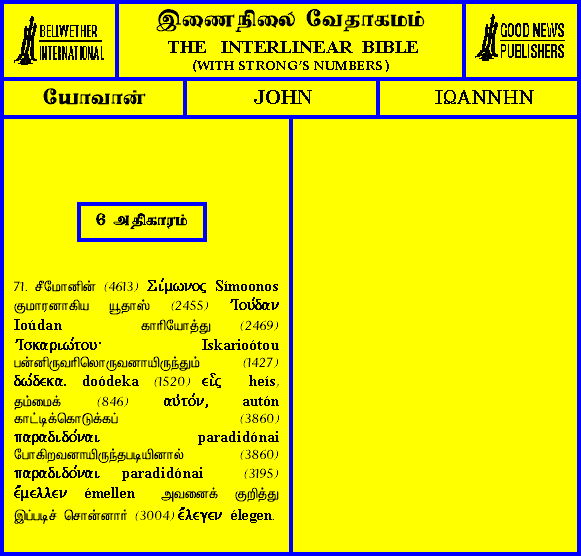 BELLWETHER
INTERNATIONAL
இணைநிலை வேதாகமம்
THE INTERLINEAR BIBLE
(WITH STRONG'S NUMBERS)
GOOD NEWS
PUBLISHERS
யோவான் JOHN ΙΩΑΝΝΗΝ
6 அதிகாரம்
71. சீமோனின் (4613) Σίμωνος Símoonos
குமாரனாகிய யூதாஸ் (2455) Ἰούδαν
Ioúdan காரியோத்து (2469)
Ἰσκαριώτου· Iskarioótou
பன்னிருவரிலொருவனாயிருந்தும் (1427)
δώδεκα. doódeka (1520) εἷς heís,
தம்மைக் (846) αὐτόν, autón
காட்டிக்கொடுக்கப் (3860)
παραδιδόναι paradidónai
போகிறவனாயிருந்தபடியினால் (3860)
παραδιδόναι paradidónai (3195)
ἔμελλεν émellen அவனைக் குறித்து
இப்படிச் சொன்னார் (3004) ἔλεγεν élegen.